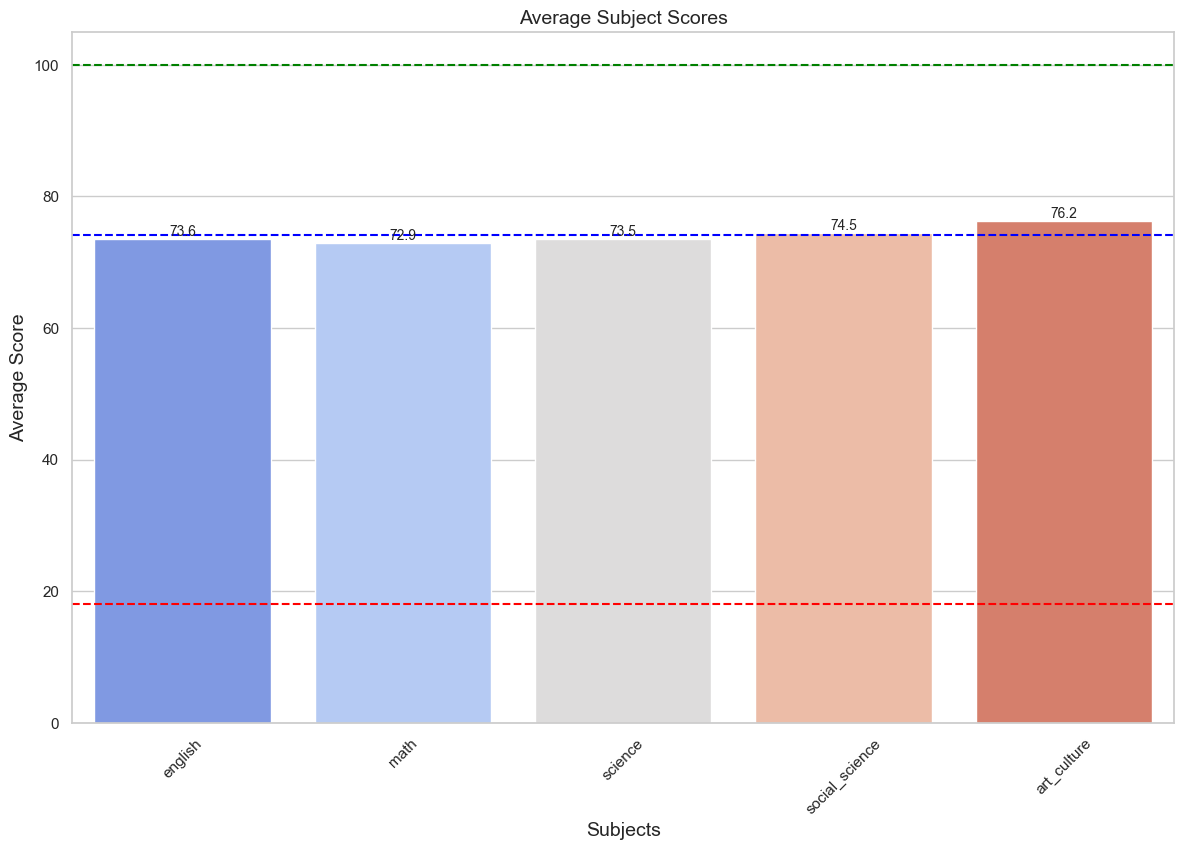 Average Subject Scores
Average Score
100
80
60
40
20
0
73.6
72.9
73.5
74.5
76.2
english
math
science
social_science
art_culture
Subjects